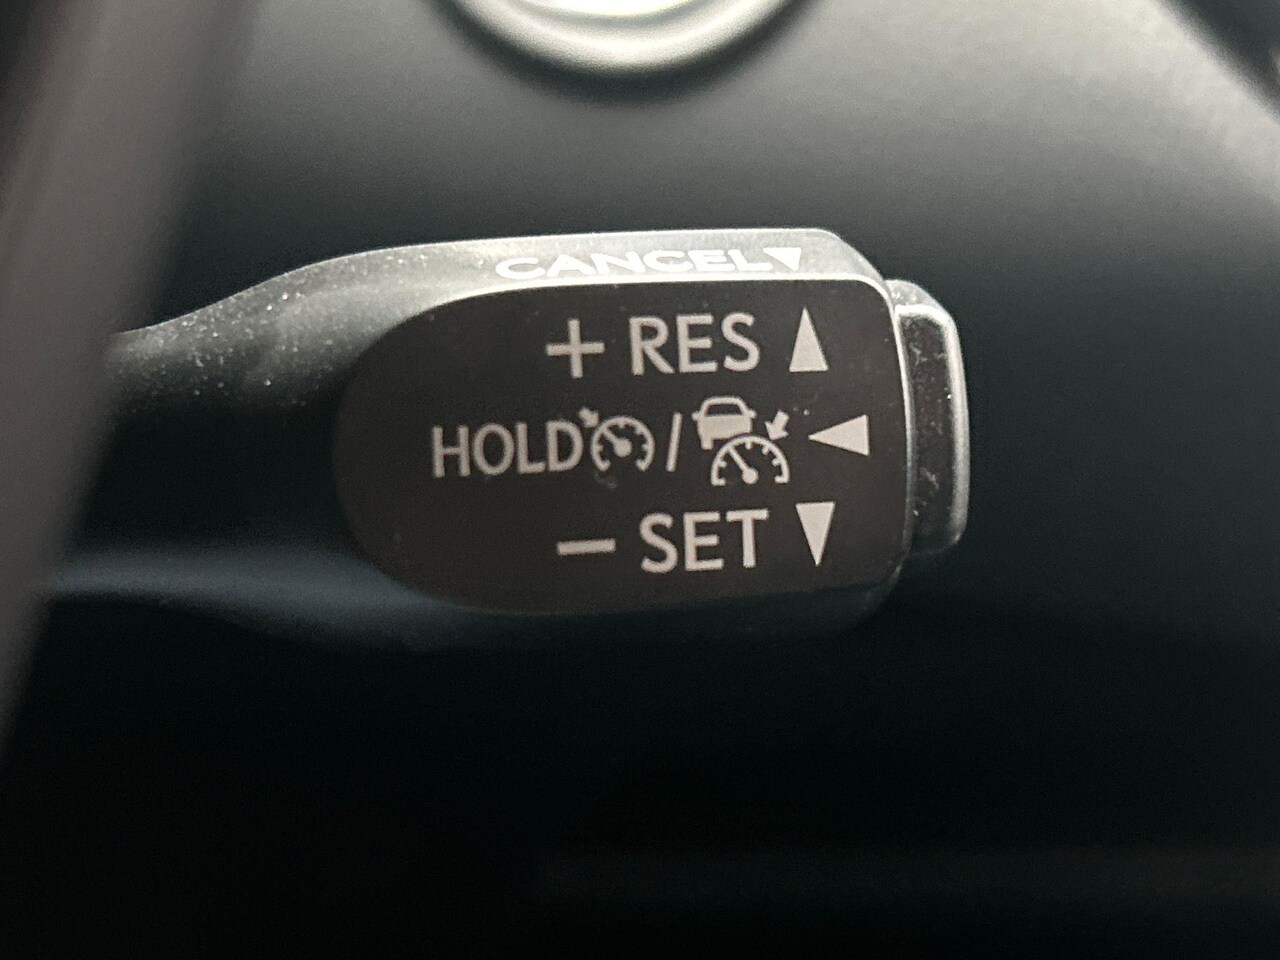 CANCEL▼
+ RES ▲
HOLD / ◀
− SET ▼